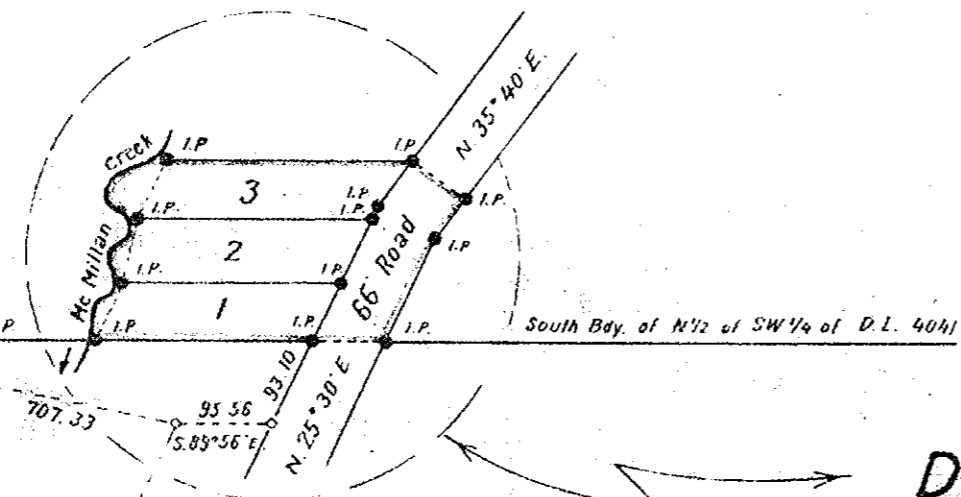 N. 35° 40' E.
Creek
I.P
I.P
3
I.P.
I.P.
I.P.
I.P.
Mc Millan
2
66 Road
I.P
I.P.
I.P.
1
P.
I.P.
I.P.
I.P.
South Bdy. of N½ of SW¼ of D.L. 4041
93.10
N. 25° 30' E
707.33
95.56
S.89°56'E
D